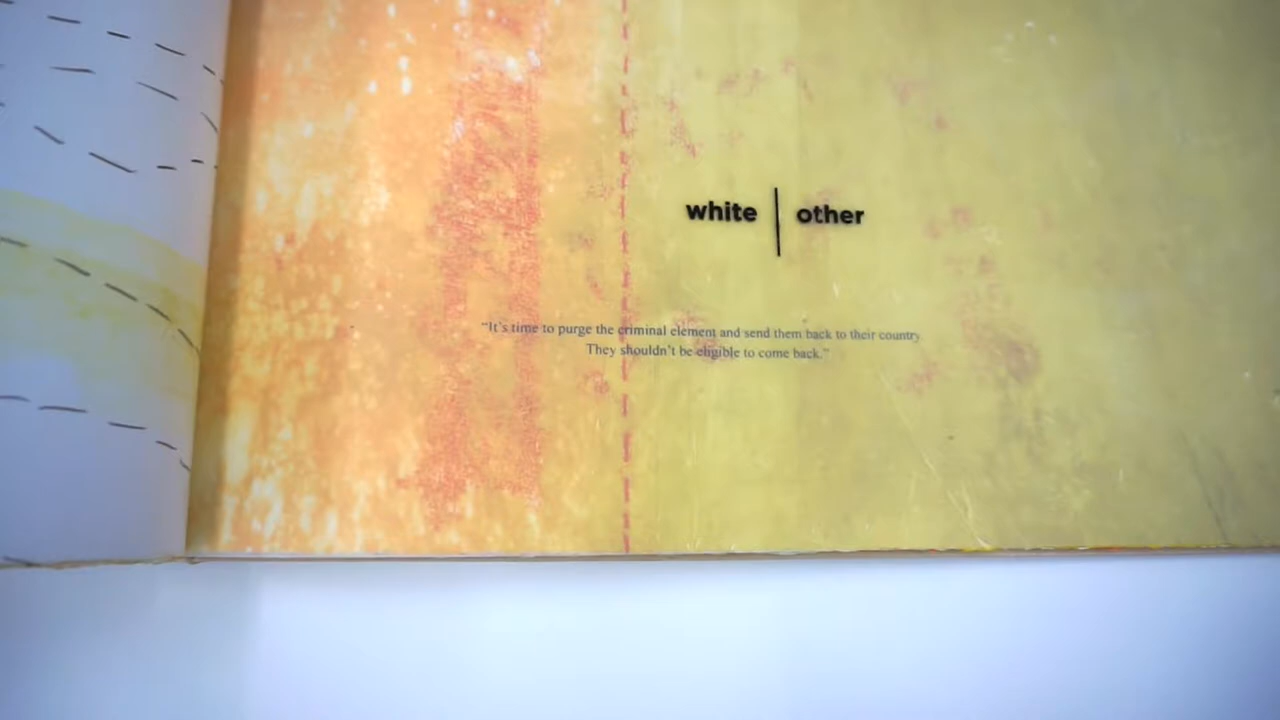 white | other
“It’s time to purge the criminal element and send them back to their country.
They shouldn’t be eligible to come back.”